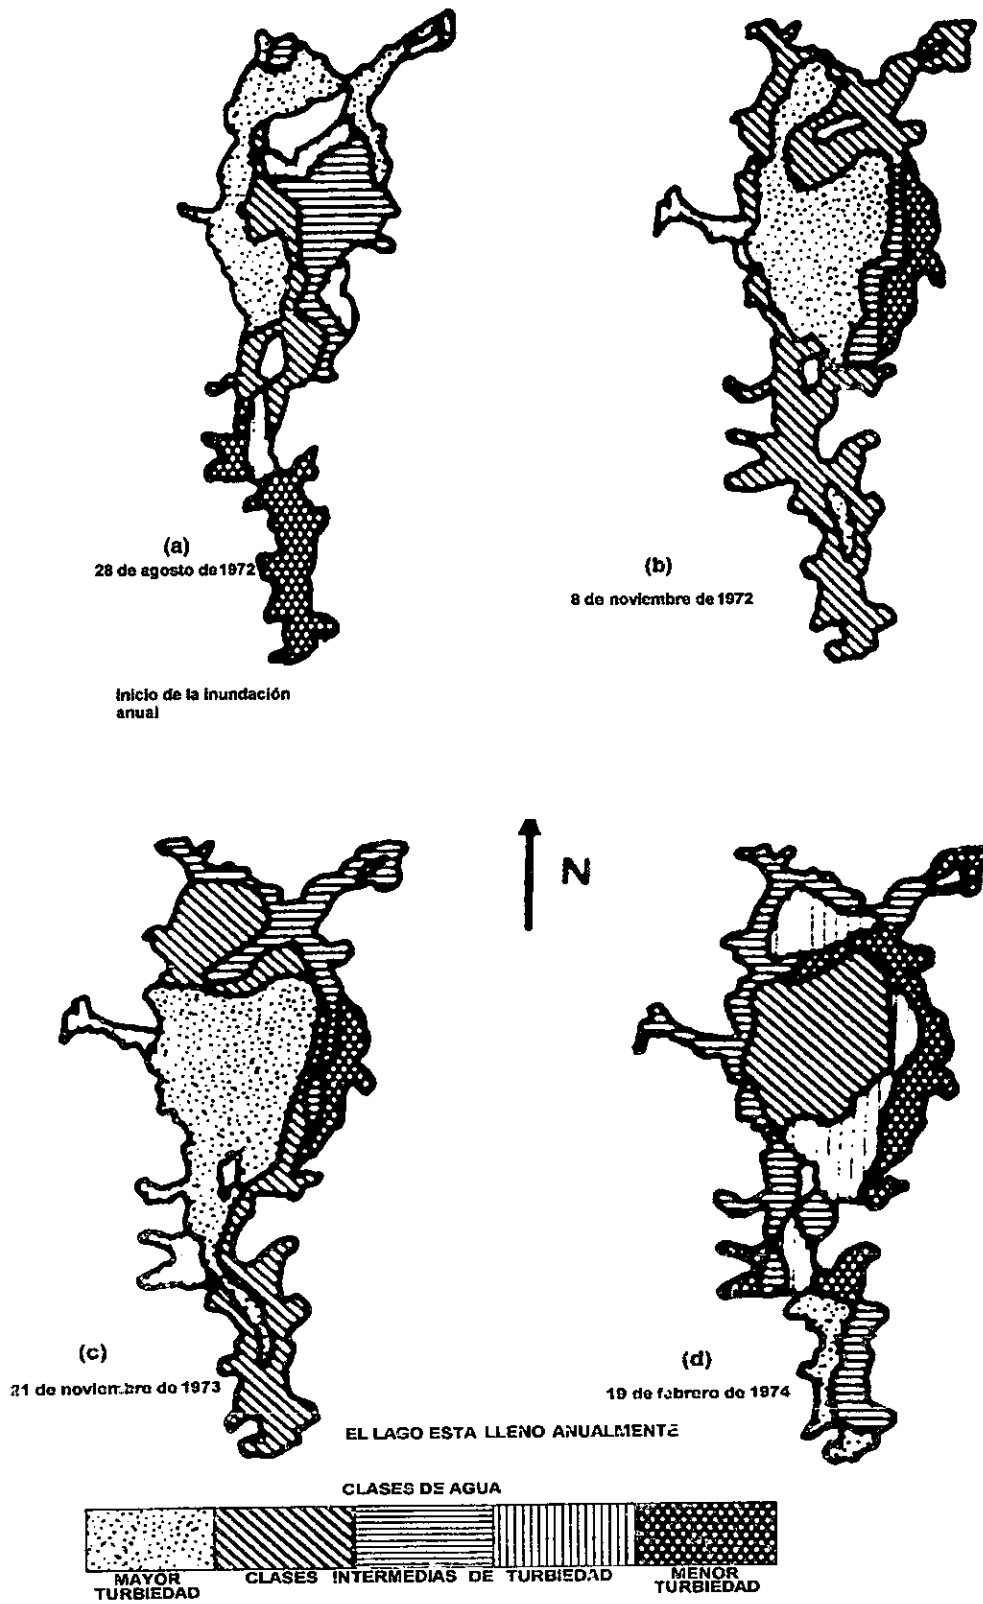 (a)
28 de agosto de 1972
Inicio de la inundación
anual
(b)
8 de noviembre de 1972
N
(c)
21 de noviembre de 1973
(d)
19 de febrero de 1974
EL LAGO ESTA LLENO ANUALMENTE
CLASES DE AGUA
MAYOR
TURBIEDAD
CLASES INTERMEDIAS DE TURBIEDAD
MENOR
TURBIEDAD